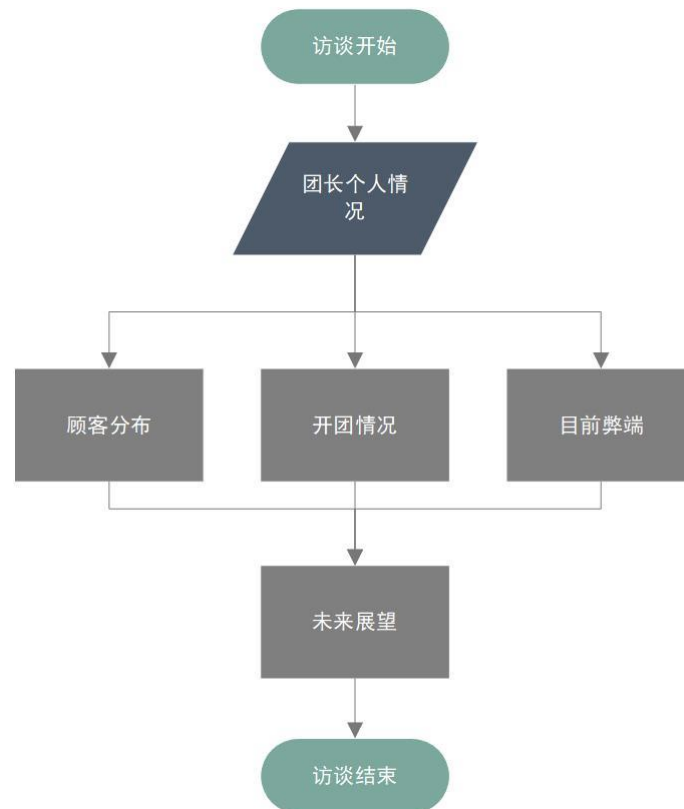 访谈开始
团长个人情
况
顾客分布
开团情况
目前弊端
未来展望
访谈结束